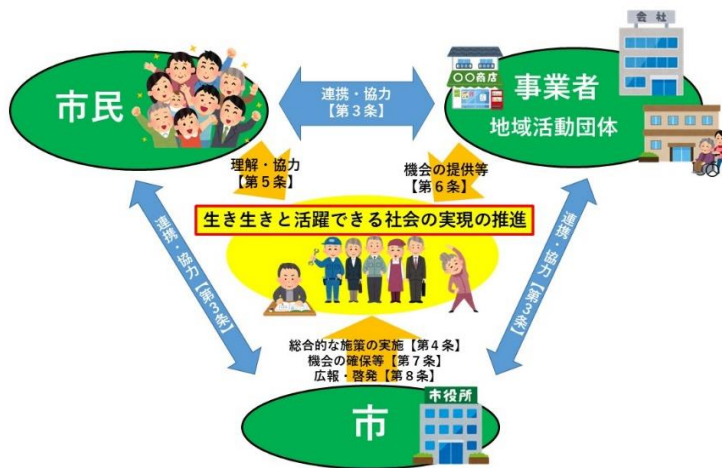 会社
〇〇商店
市民
連携・協力
【第3条】
事業者
地域活動団体
理解・協力
【第5条】
機会の提供等
【第6条】
生き生きと活躍できる社会の実現の推進
連携・協力【第3条】
連携・協力【第3条】
総合的な施策の実施【第4条】
機会の確保等【第7条】
広報・啓発【第8条】
市
市役所